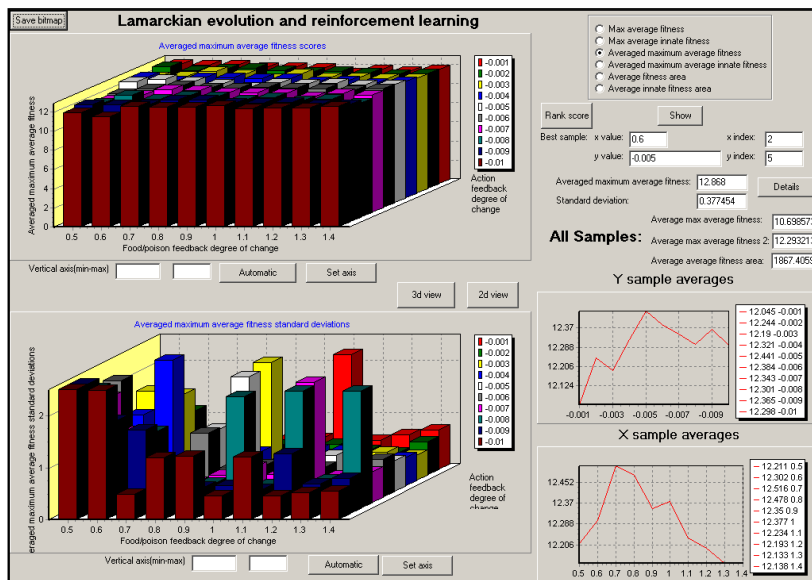 Save bitmap
Lamarckian evolution and reinforcement learning
Averaged maximum average fitness scores
Averaged maximum average fitness
12
10
8
6
4
2
0
0.5 0.6 0.7 0.8 0.9 1 1.1 1.2 1.3 1.4
Food/poison feedback degree of change
-0.001
-0.002
-0.003
-0.004
-0.005
-0.006
-0.007
-0.008
-0.009
-0.01
Action
feedback
degree of
change
Vertical axis(min-max)
Automatic
Set axis
3d view
2d view
Averaged maximum average fitness standard deviations
eraged maximum average fitness standard deviations
2
1
0
0.5 0.6 0.7 0.8 0.9 1 1.1 1.2 1.3 1.4
Food/poison feedback degree of change
-0.001
-0.002
-0.003
-0.004
-0.005
-0.006
-0.007
-0.008
-0.009
-0.01
Action
feedback
degree of
Vertical axis(min-max)
Automatic
Set axis
Max average fitness
Max average innate fitness
Averaged maximum average fitness
Averaged maximum average innate fitness
Average fitness area
Average innate fitness area
Rank score
Show
Best sample: x value: 0.6 x index: 2
y value: -0.005 y index: 5
Averaged maximum average fitness: 12.868
Details
Standard deviation: 0.377454
All Samples:
Average max average fitness: 10.698573
Average max average fitness 2: 12.293213
Average average fitness area: 1867.4059
Y sample averages
12.37
12.288
12.206
12.124
-0.001 -0.003 -0.005 -0.007 -0.009
12.045 -0.001
12.244 -0.002
12.19 -0.003
12.321 -0.004
12.441 -0.005
12.384 -0.006
12.343 -0.007
12.301 -0.008
12.365 -0.009
12.298 -0.01
X sample averages
12.452
12.37
12.288
12.206
0.5 0.6 0.7 0.8 0.9 1 1.1 1.2 1.3 1.4
12.211 0.5
12.302 0.6
12.516 0.7
12.478 0.8
12.35 0.9
12.377 1
12.234 1.1
12.193 1.2
12.133 1.3
12.138 1.4